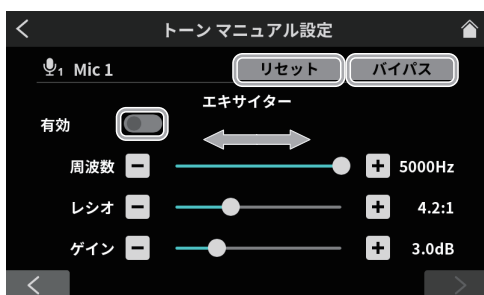 トーン マニュアル設定
1 Mic 1 リセット バイパス
エキサイター
有効
周波数 5000Hz
レシオ 4.2:1
ゲイン 3.0dB